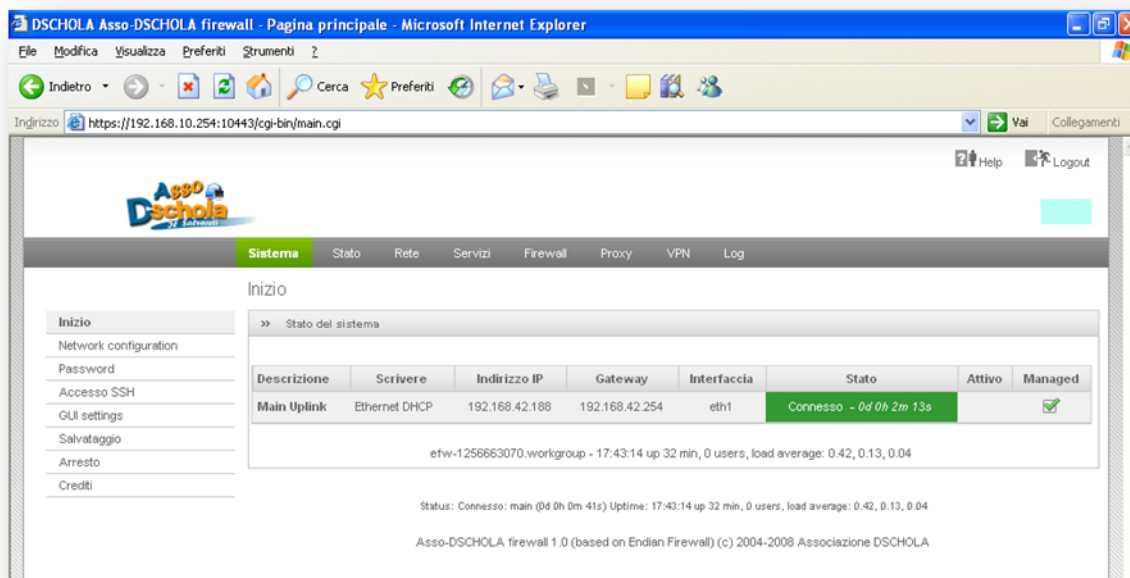 DSCHOLA Asso-DSCHOLA firewall - Pagina principale - Microsoft Internet Explorer
File Modifica Visualizza Preferiti Strumenti ?
Indietro Cerca Preferiti
Indirizzo https://192.168.10.254:10443/cgi-bin/main.cgi Vai Collegamenti
Help Logout
Asso
Dschola
Sistema Stato Rete Servizi Firewall Proxy VPN Log
Inizio
Inizio
Network configuration
Password
Accesso SSH
GUI settings
Salvataggio
Arresto
Crediti
>> Stato del sistema
Descrizione Scrivere Indirizzo IP Gateway Interfaccia Stato Attivo Managed
Main Uplink Ethernet DHCP 192.168.42.188 192.168.42.254 eth1 Connesso - 0d 0h 2m 13s
efw-1256663070.workgroup - 17:43:14 up 32 min, 0 users, load average: 0.42, 0.13, 0.04
Status: Connesso: main (0d 0h 0m 41s) Uptime: 17:43:14 up 32 min, 0 users, load average: 0.42, 0.13, 0.04
Asso-DSCHOLA firewall 1.0 (based on Endian Firewall) (c) 2004-2008 Associazione DSCHOLA